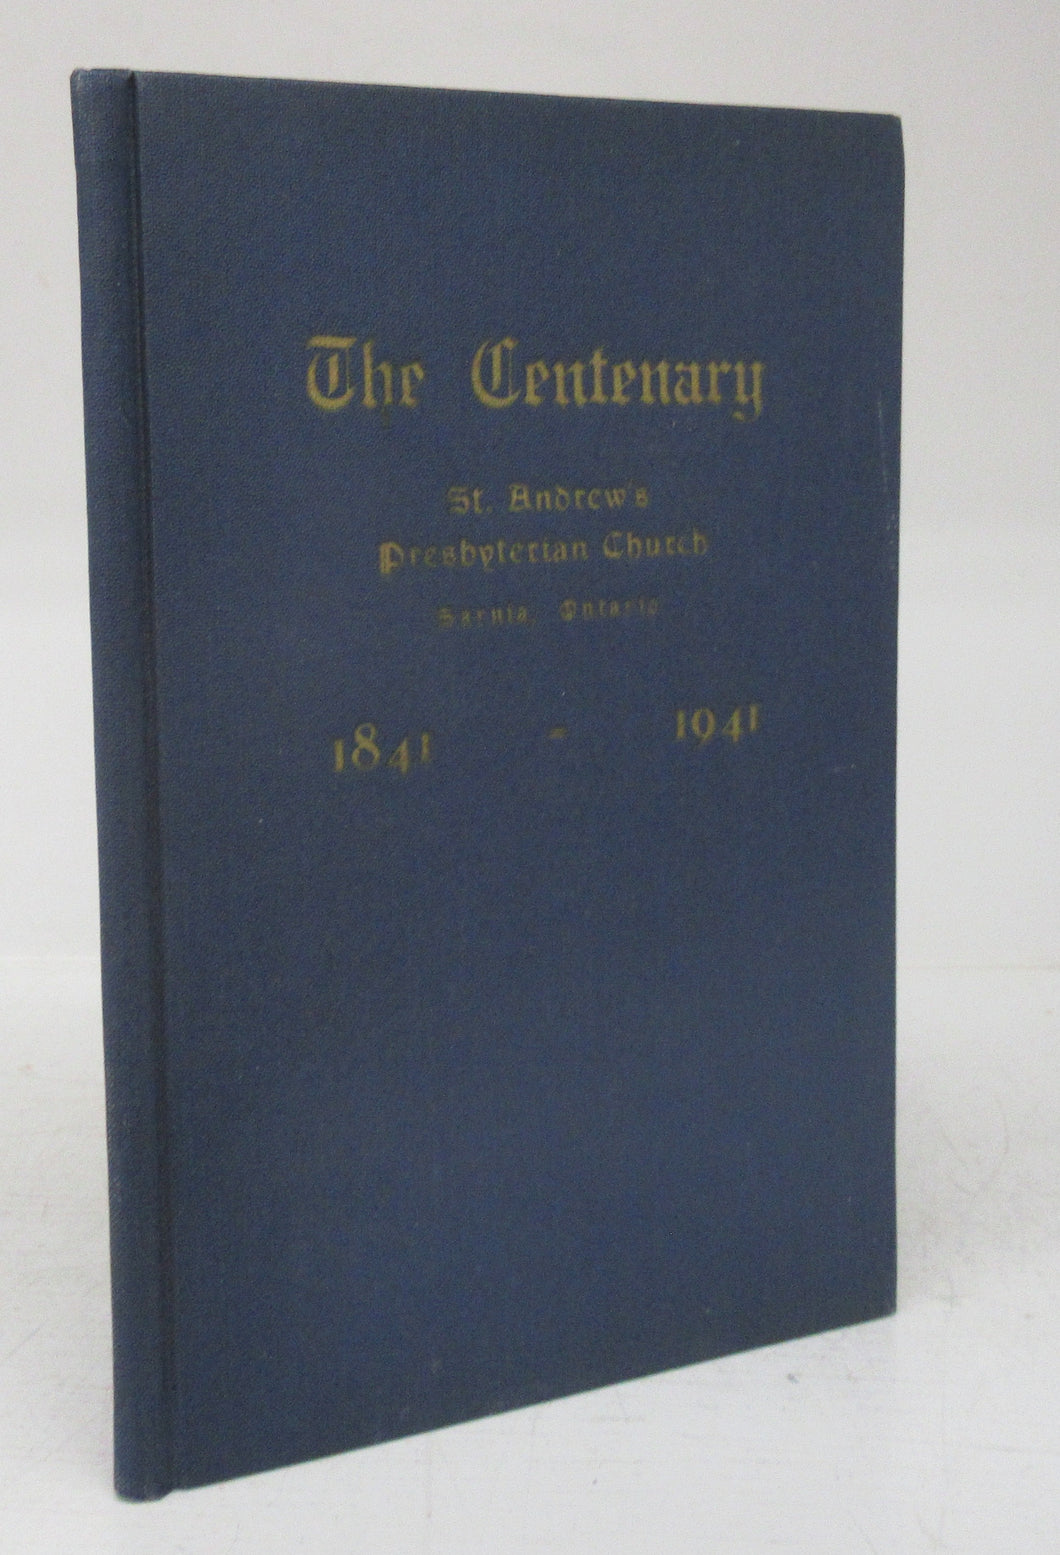 The Centenary
St. Andrew's
Presbyterian Church
Sarnia, Ontario
1841 - 1941